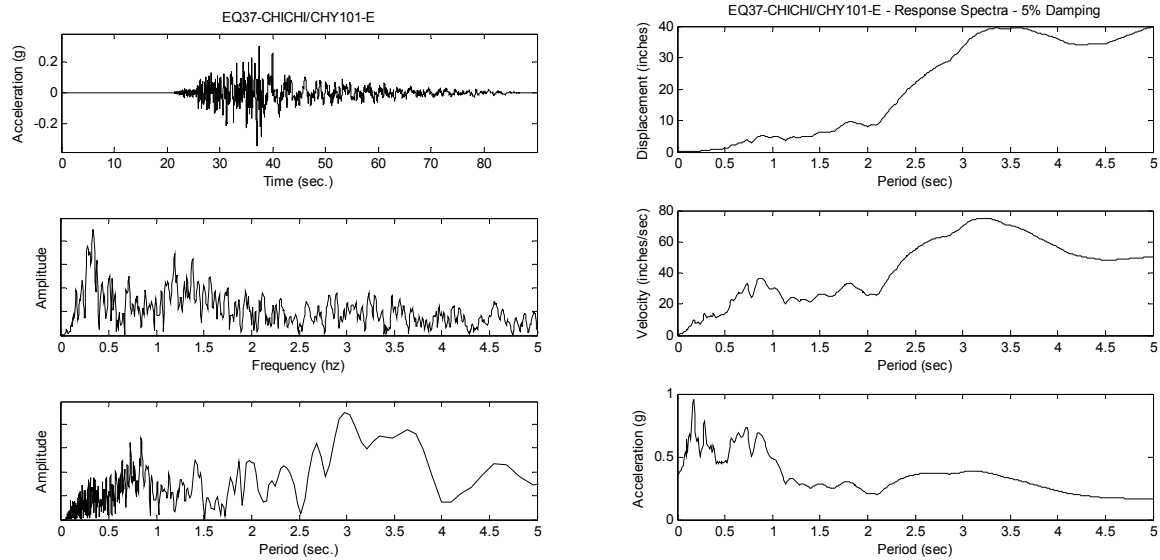 EQ37-CHICHI/CHY101-E
Acceleration (g)
0.2
0
-0.2
0 10 20 30 40 50 60 70 80
Time (sec.)
Amplitude
0 0.5 1 1.5 2 2.5 3 3.5 4 4.5 5
Frequency (hz)
Amplitude
0 0.5 1 1.5 2 2.5 3 3.5 4 4.5 5
Period (sec.)
EQ37-CHICHI/CHY101-E - Response Spectra - 5% Damping
Displacement (inches)
40
30
20
10
0
0 0.5 1 1.5 2 2.5 3 3.5 4 4.5 5
Period (sec)
Velocity (inches/sec)
80
60
40
20
0
0 0.5 1 1.5 2 2.5 3 3.5 4 4.5 5
Period (sec)
Acceleration (g)
1
0.5
0
0 0.5 1 1.5 2 2.5 3 3.5 4 4.5 5
Period (sec)